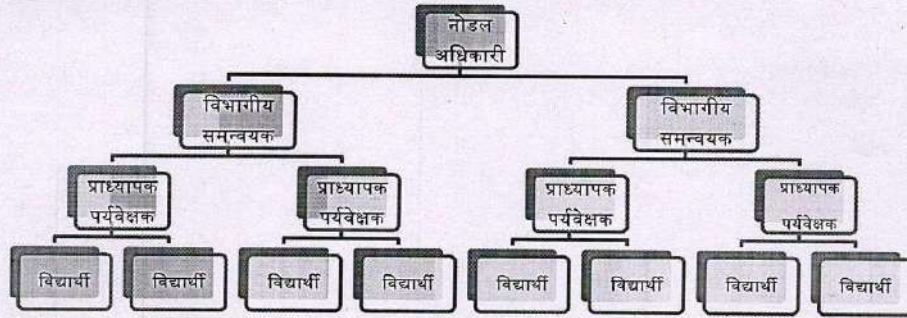 नोडल
अधिकारी
विभागीय
समन्वयक
विभागीय
समन्वयक
प्राध्यापक
पर्यवेक्षक
प्राध्यापक
पर्यवेक्षक
प्राध्यापक
पर्यवेक्षक
प्राध्यापक
पर्यवेक्षक
विद्यार्थी
विद्यार्थी
विद्यार्थी
विद्यार्थी
विद्यार्थी
विद्यार्थी
विद्यार्थी
विद्यार्थी